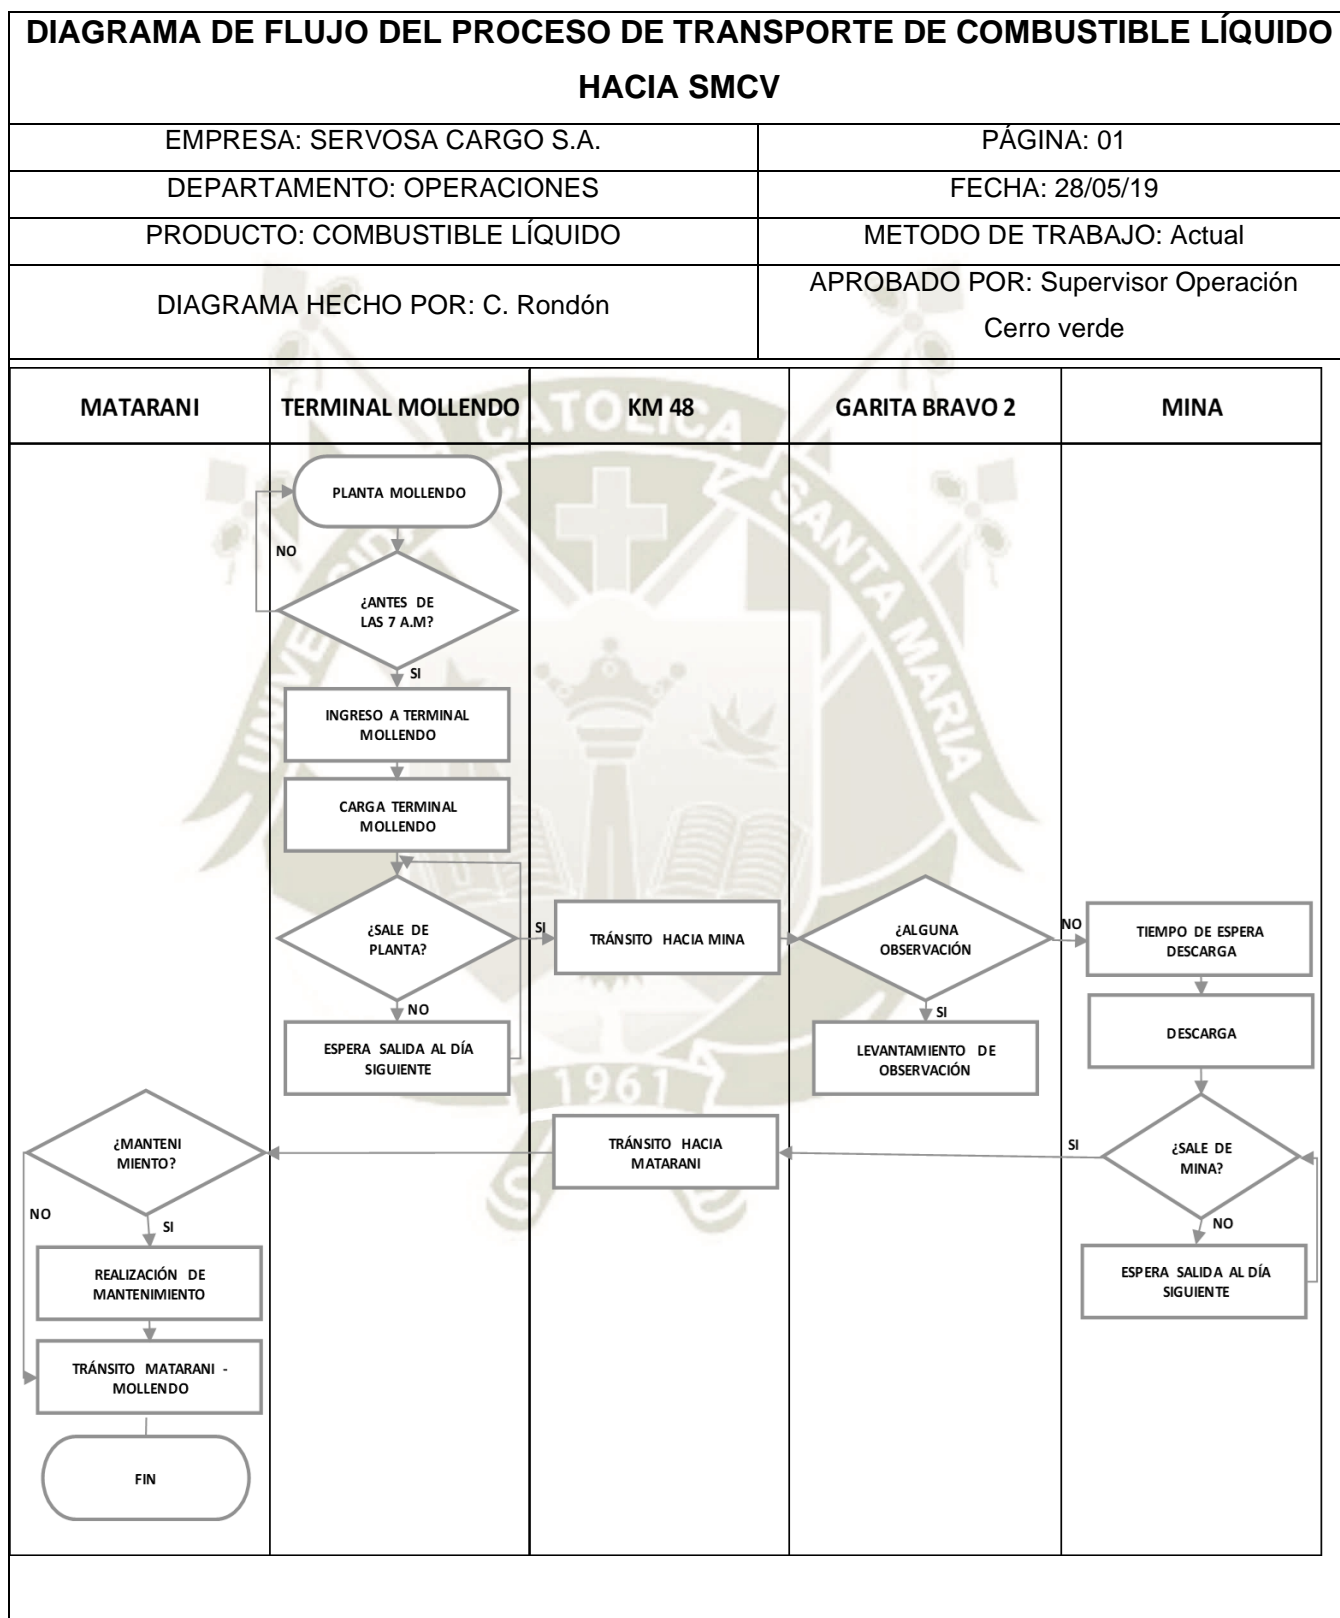 DIAGRAMA DE FLUJO DEL PROCESO DE TRANSPORTE DE COMBUSTIBLE LÍQUIDO
HACIA SMCV
EMPRESA: SERVOSA CARGO S.A.
PÁGINA: 01
DEPARTAMENTO: OPERACIONES
FECHA: 28/05/19
PRODUCTO: COMBUSTIBLE LÍQUIDO
METODO DE TRABAJO: Actual
DIAGRAMA HECHO POR: C. Rondón
APROBADO POR: Supervisor Operación
Cerro verde
MATARANI
TERMINAL MOLLENDO
KM 48
GARITA BRAVO 2
MINA
PLANTA MOLLENDO
NO
¿ANTES DE
LAS 7 A.M?
SI
INGRESO A TERMINAL
MOLLENDO
CARGA TERMINAL
MOLLENDO
¿SALE DE
PLANTA?
SI
TRÁNSITO HACIA MINA
¿ALGUNA
OBSERVACIÓN
NO
TIEMPO DE ESPERA
DESCARGA
NO
ESPERA SALIDA AL DÍA
SIGUIENTE
SI
LEVANTAMIENTO DE
OBSERVACIÓN
DESCARGA
¿MANTENI
MIENTO?
TRÁNSITO HACIA
MATARANI
SI
¿SALE DE
MINA?
NO
SI
NO
REALIZACIÓN DE
MANTENIMIENTO
ESPERA SALIDA AL DÍA
SIGUIENTE
TRÁNSITO MATARANI -
MOLLENDO
FIN
CATOLICA
SANTA MARIA
1961